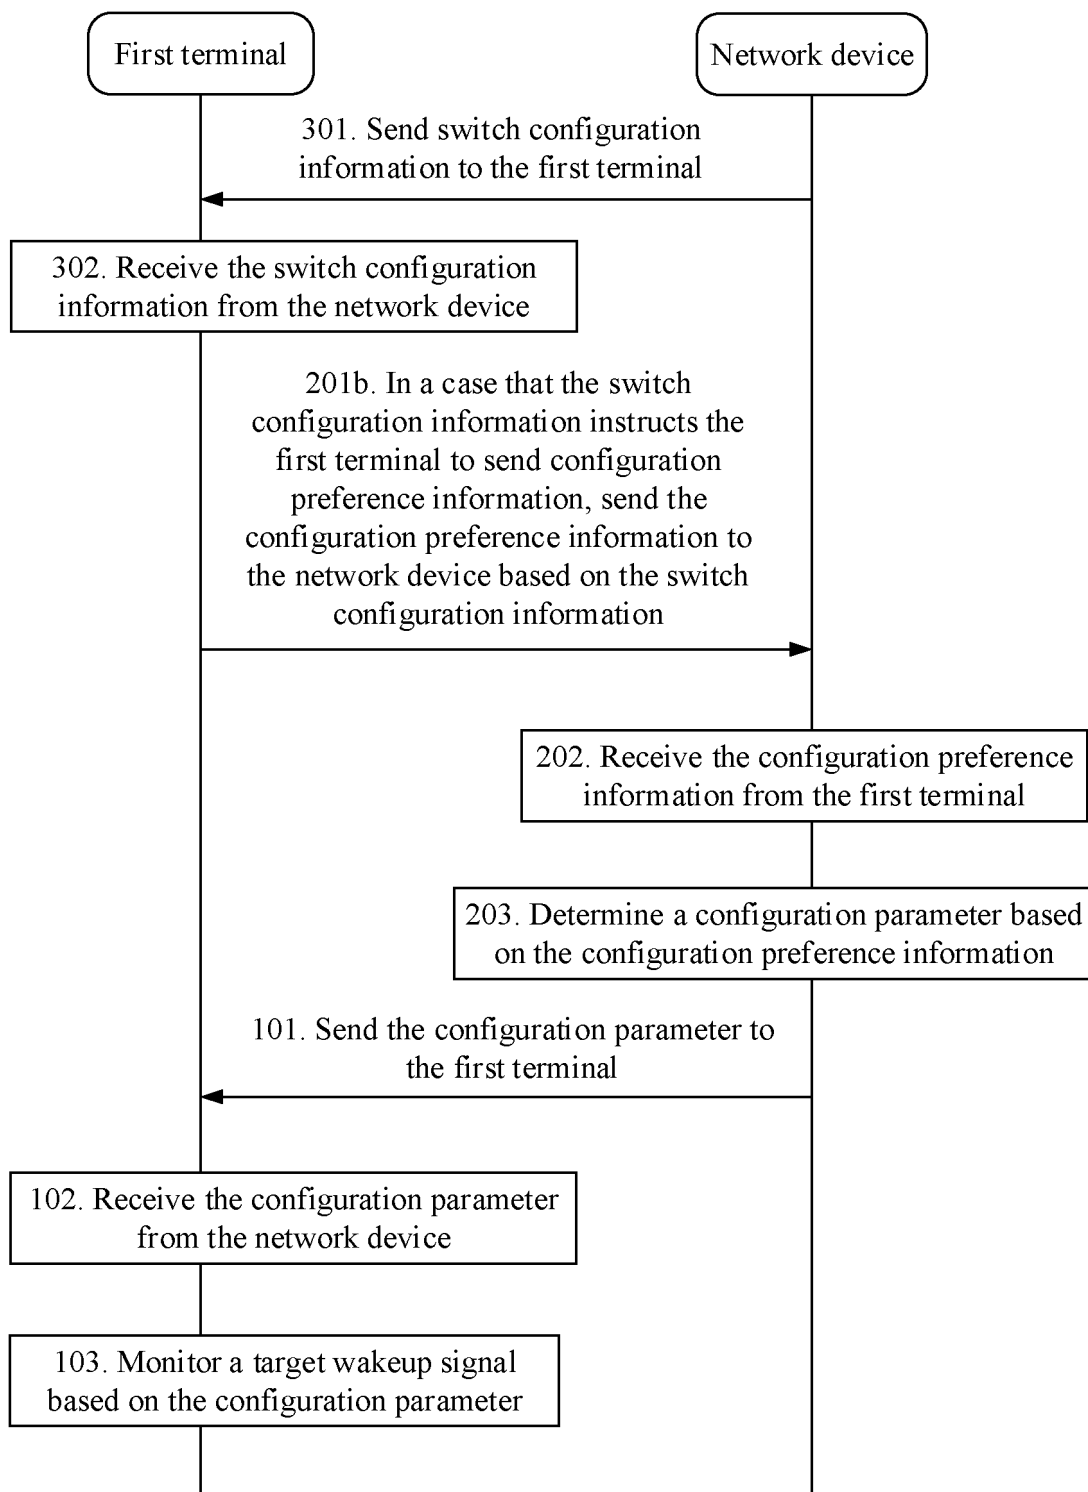 First terminal
Network device
301. Send switch configuration
information to the first terminal
302. Receive the switch configuration
information from the network device
201b. In a case that the switch
configuration information instructs the
first terminal to send configuration
preference information, send the
configuration preference information to
the network device based on the switch
configuration information
202. Receive the configuration preference
information from the first terminal
203. Determine a configuration parameter based
on the configuration preference information
101. Send the configuration parameter to
the first terminal
102. Receive the configuration parameter
from the network device
103. Monitor a target wakeup signal
based on the configuration parameter